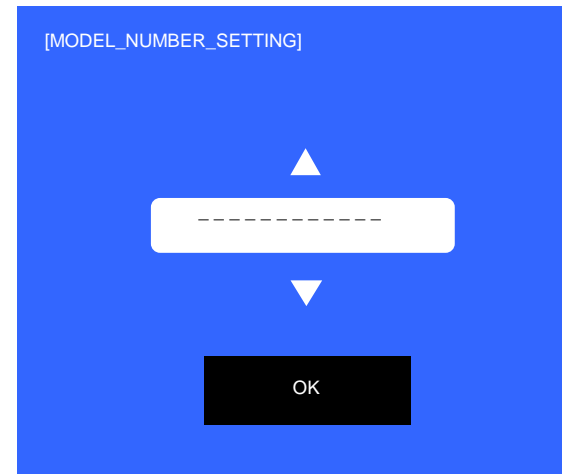 [MODEL_NUMBER_SETTING]
_ _ _ _ _ _ _ _ _ _ _ _
OK